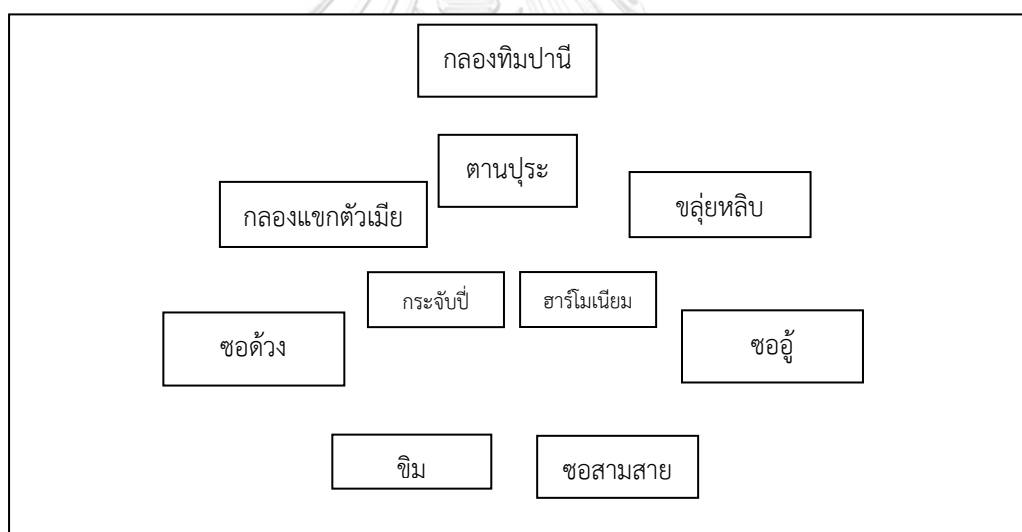 กลองทิมปานี
ตานปุระ
กลองแขกตัวเมีย
ขลุ่ยหลิบ
กระจับปี่
ฮาร์โมเนียม
ซอด้วง
ซออู้
ขิม
ซอสามสาย